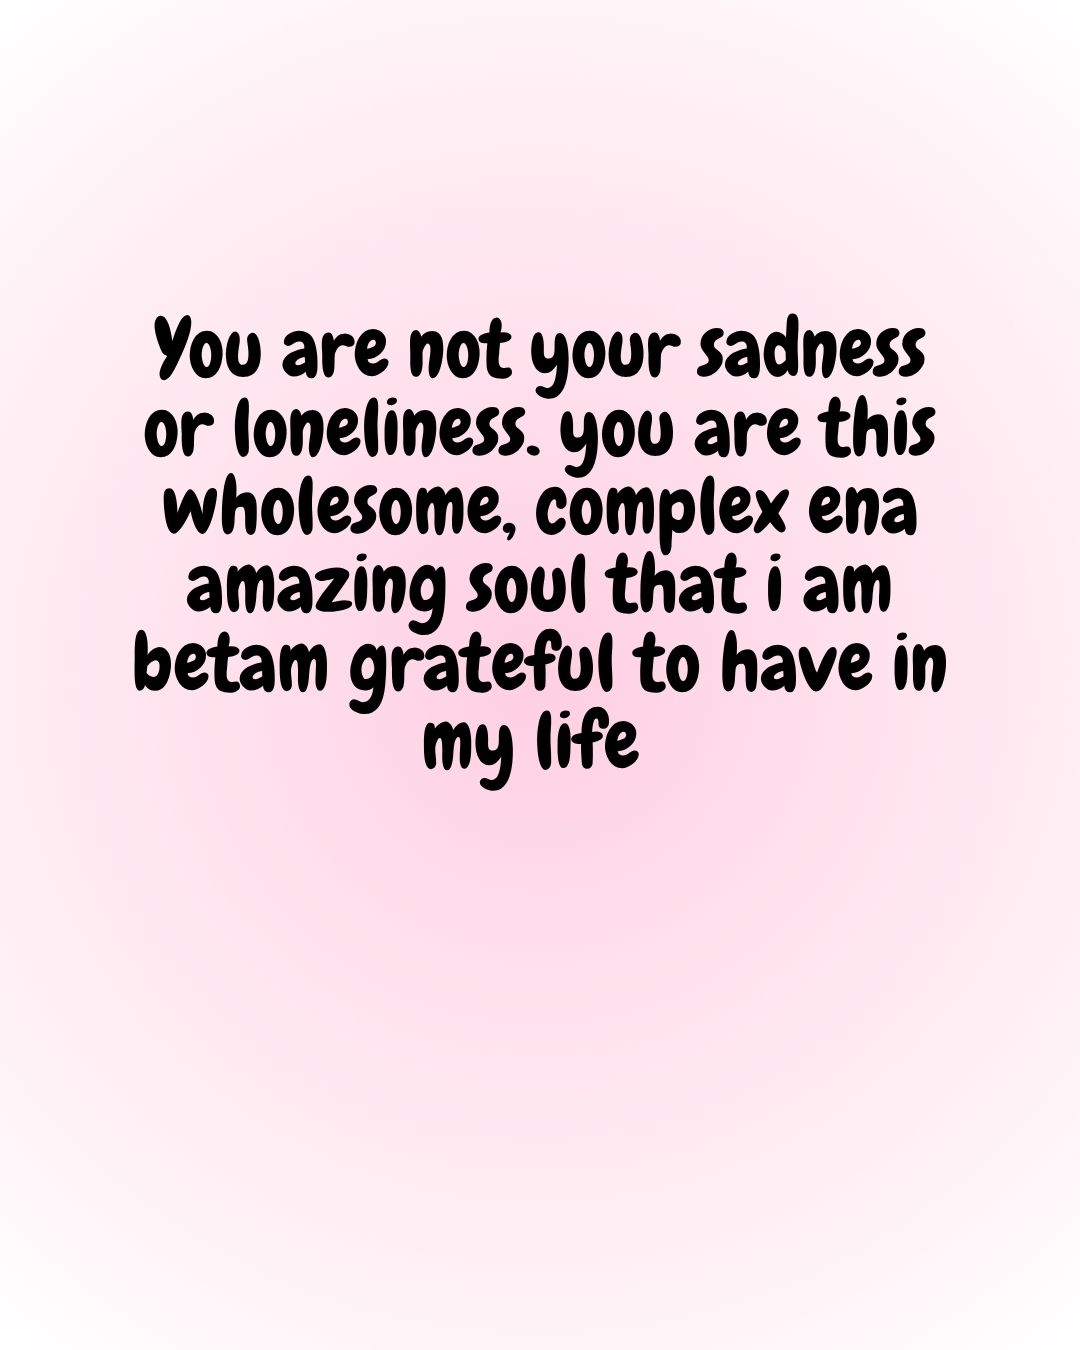 You are not your sadness
or loneliness. you are this
wholesome, complex ena
amazing soul that i am
betam grateful to have in
my life